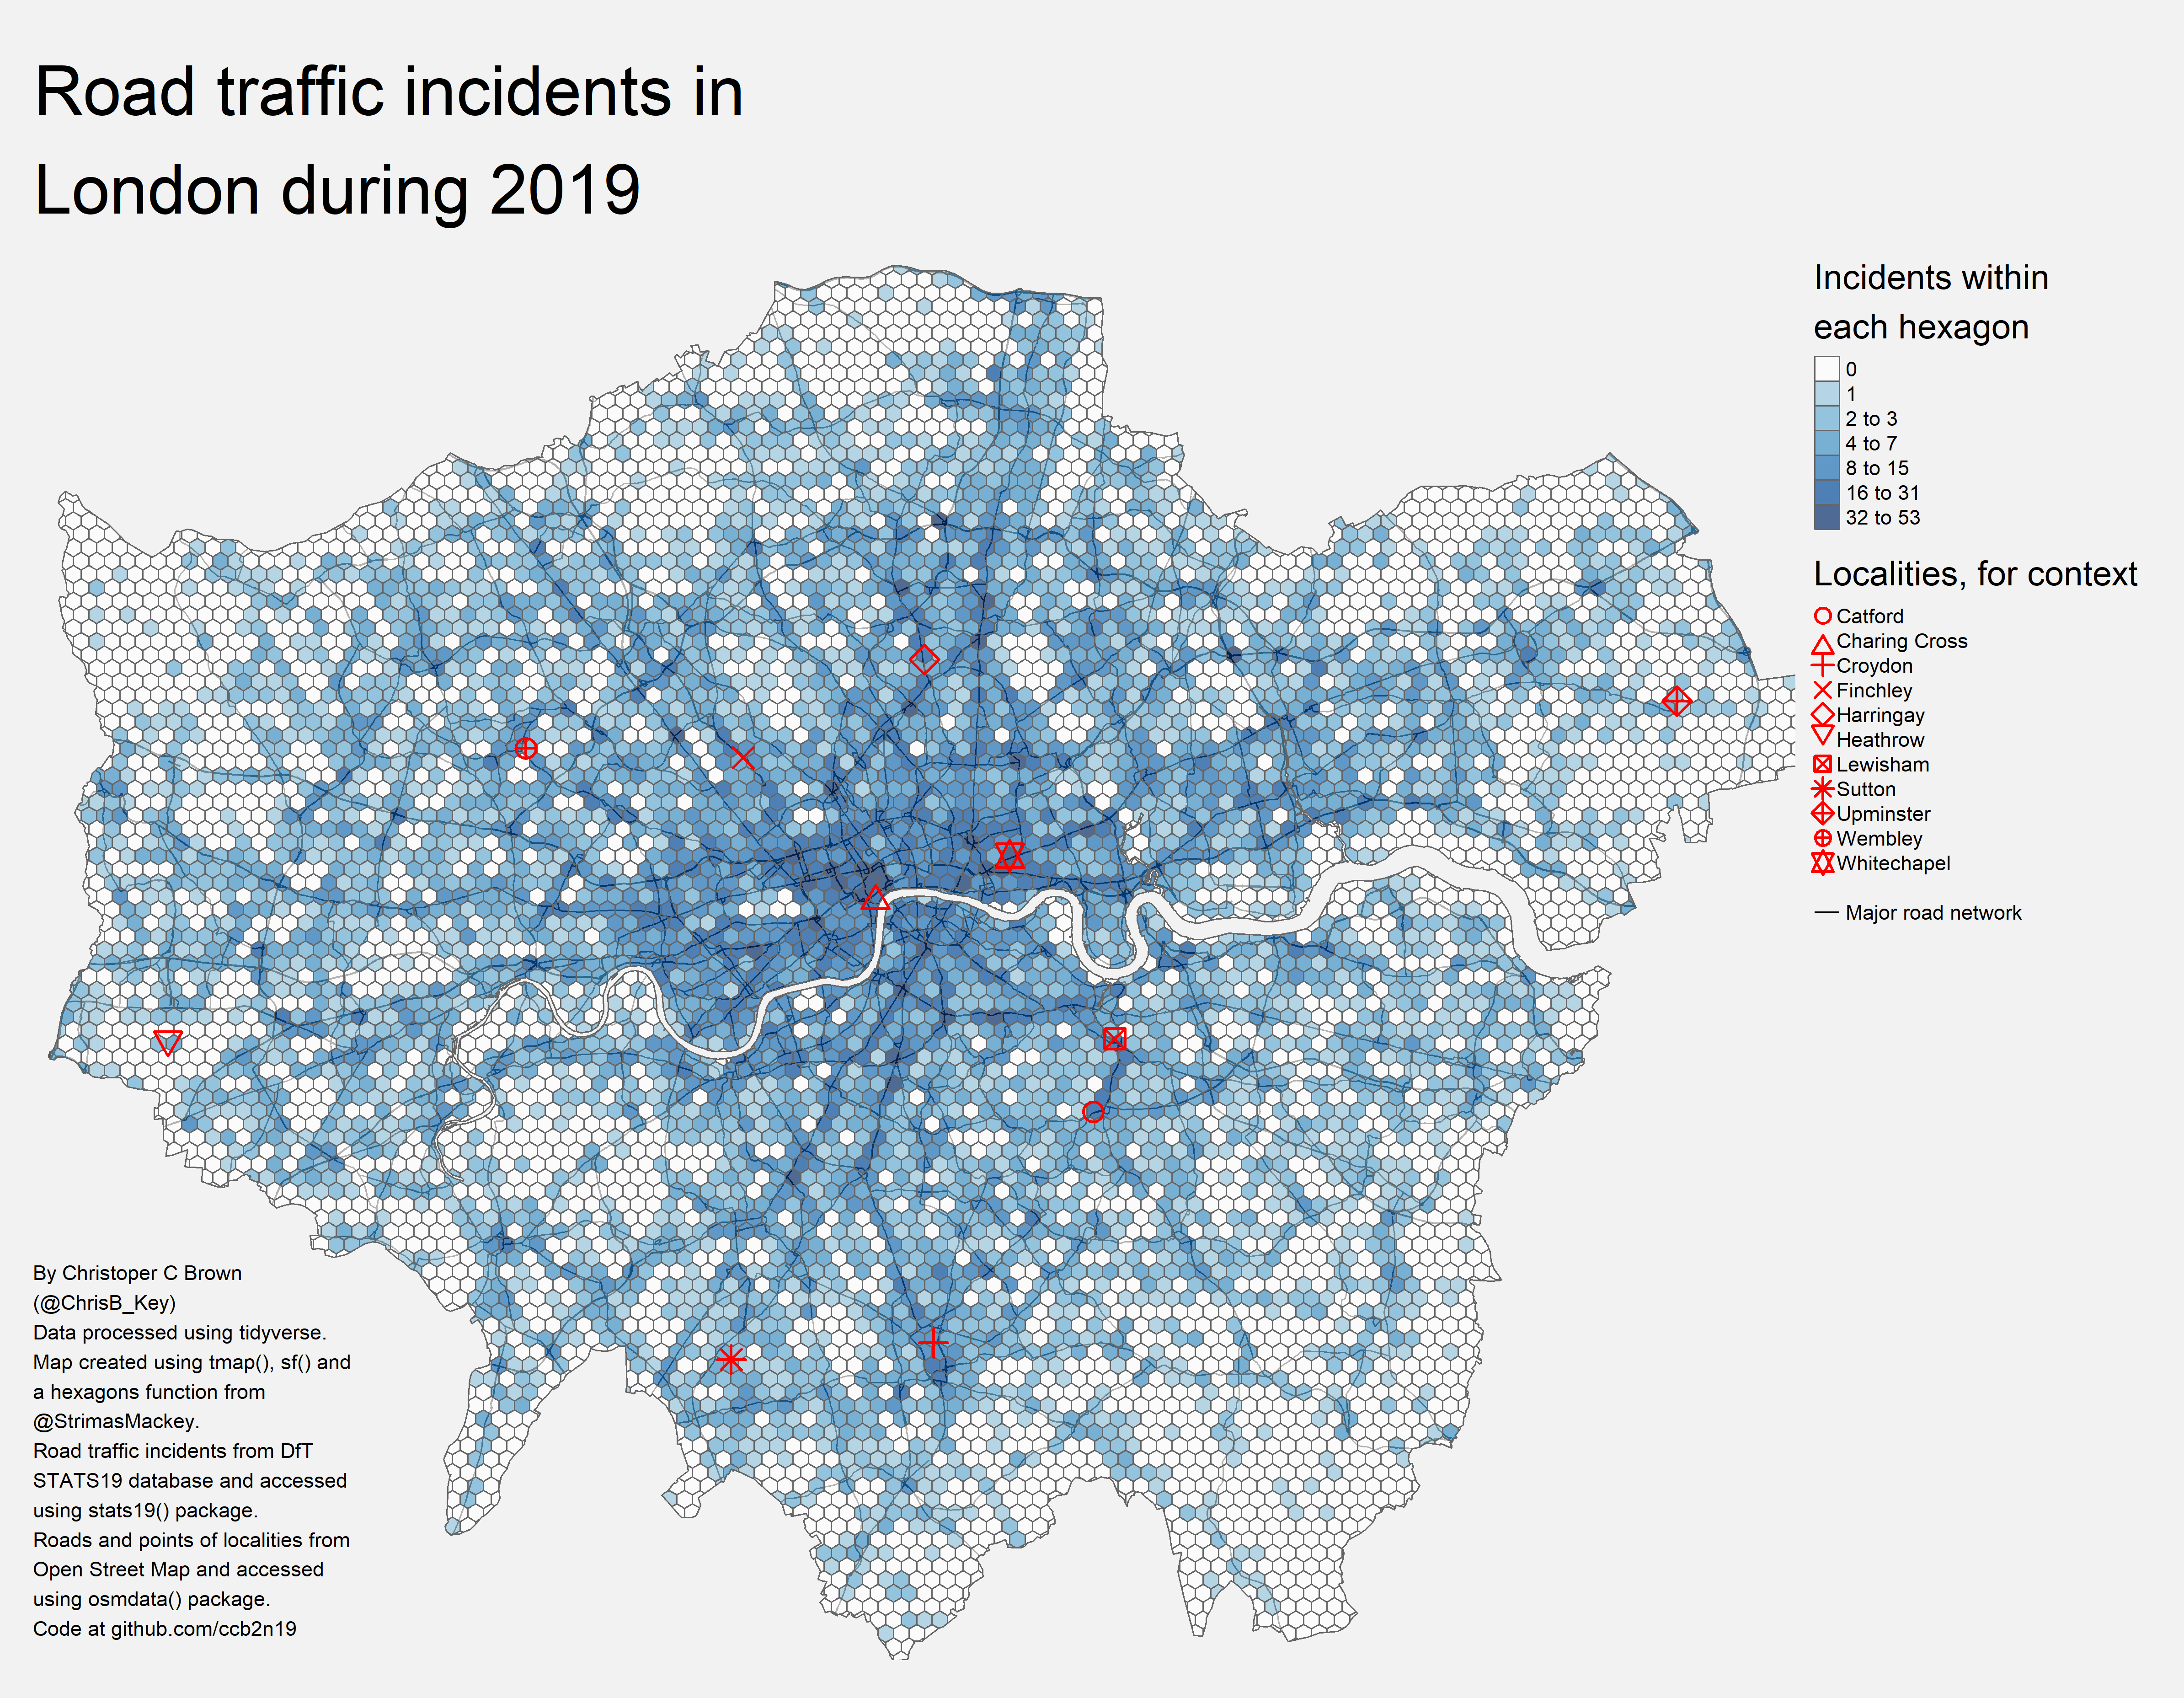 Road traffic incidents in
London during 2019
Incidents within
each hexagon
0
1
2 to 3
4 to 7
8 to 15
16 to 31
32 to 53
Localities, for context
Catford
Charing Cross
Croydon
Finchley
Harringay
Heathrow
Lewisham
Sutton
Upminster
Wembley
Whitechapel
Major road network
By Christoper C Brown
(@ChrisB_Key)
Data processed using tidyverse.
Map created using tmap(), sf() and
a hexagons function from
@StrimasMackey.
Road traffic incidents from DfT
STATS19 database and accessed
using stats19() package.
Roads and points of localities from
Open Street Map and accessed
using osmdata() package.
Code at github.com/ccb2n19